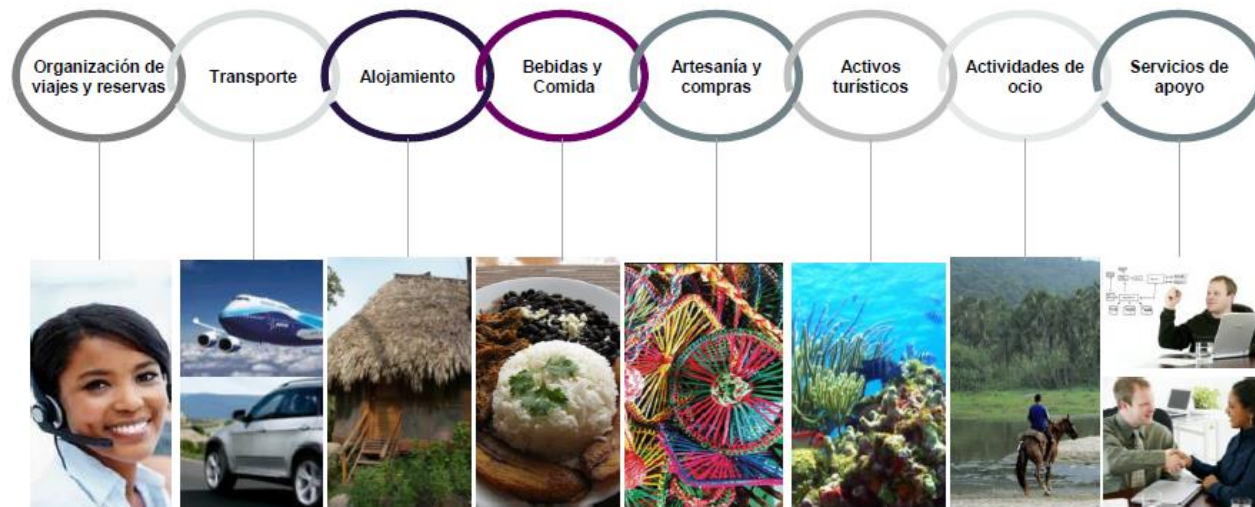 Organización de
viajes y reservas
Transporte
Alojamiento
Bebidas y
Comida
Artesanía y
compras
Activos
turísticos
Actividades de
ocio
Servicios de
apoyo